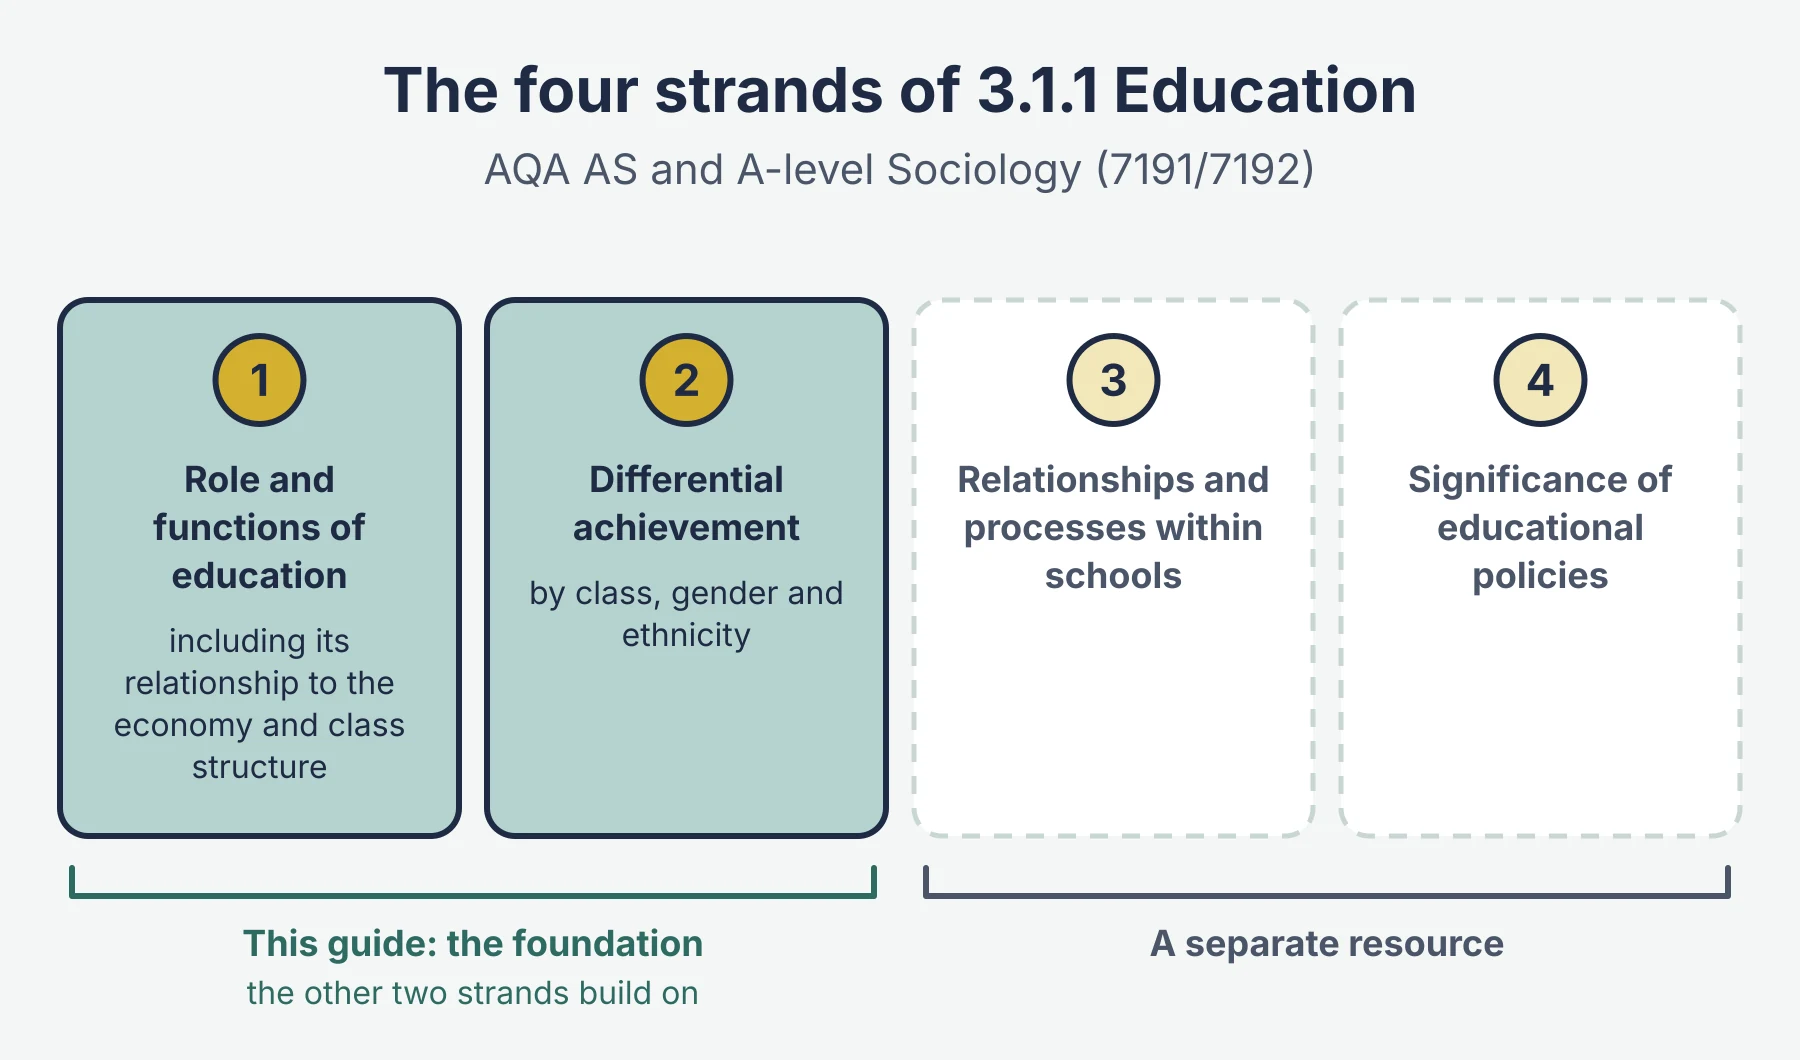 The four strands of 3.1.1 Education
AQA AS and A-level Sociology (7191/7192)
1
Role and
functions of
education
including its
relationship to the
economy and class
structure
2
Differential
achievement
by class, gender and
ethnicity
3
Relationships and
processes within
schools
4
Significance of
educational
policies
This guide: the foundation
the other two strands build on
A separate resource